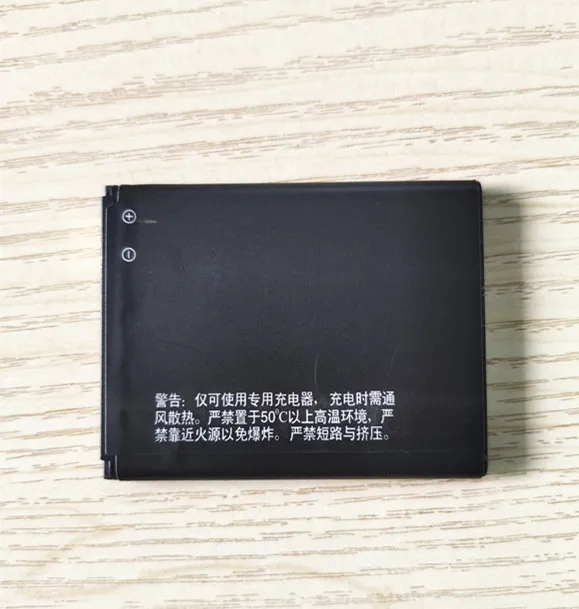 +
−
警告：仅可使用专用充电器，充电时需通
风散热。严禁置于50℃以上高温环境，严
禁靠近火源以免爆炸。严禁短路与挤压。